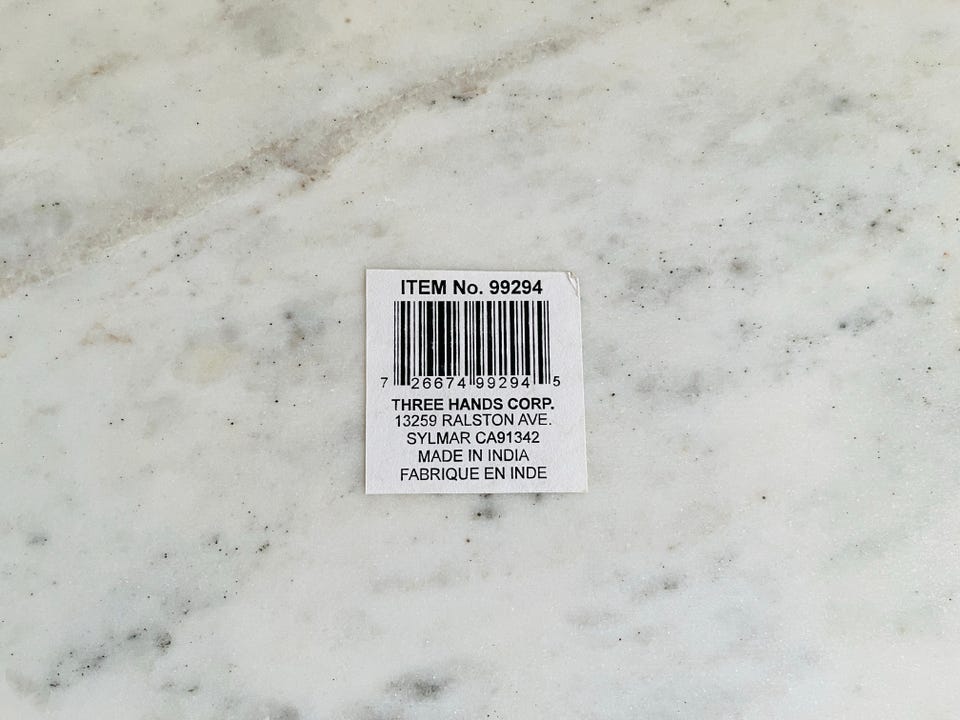 ITEM No. 99294
7 26674 99294 5
THREE HANDS CORP.
13259 RALSTON AVE.
SYLMAR CA91342
MADE IN INDIA
FABRIQUE EN INDE